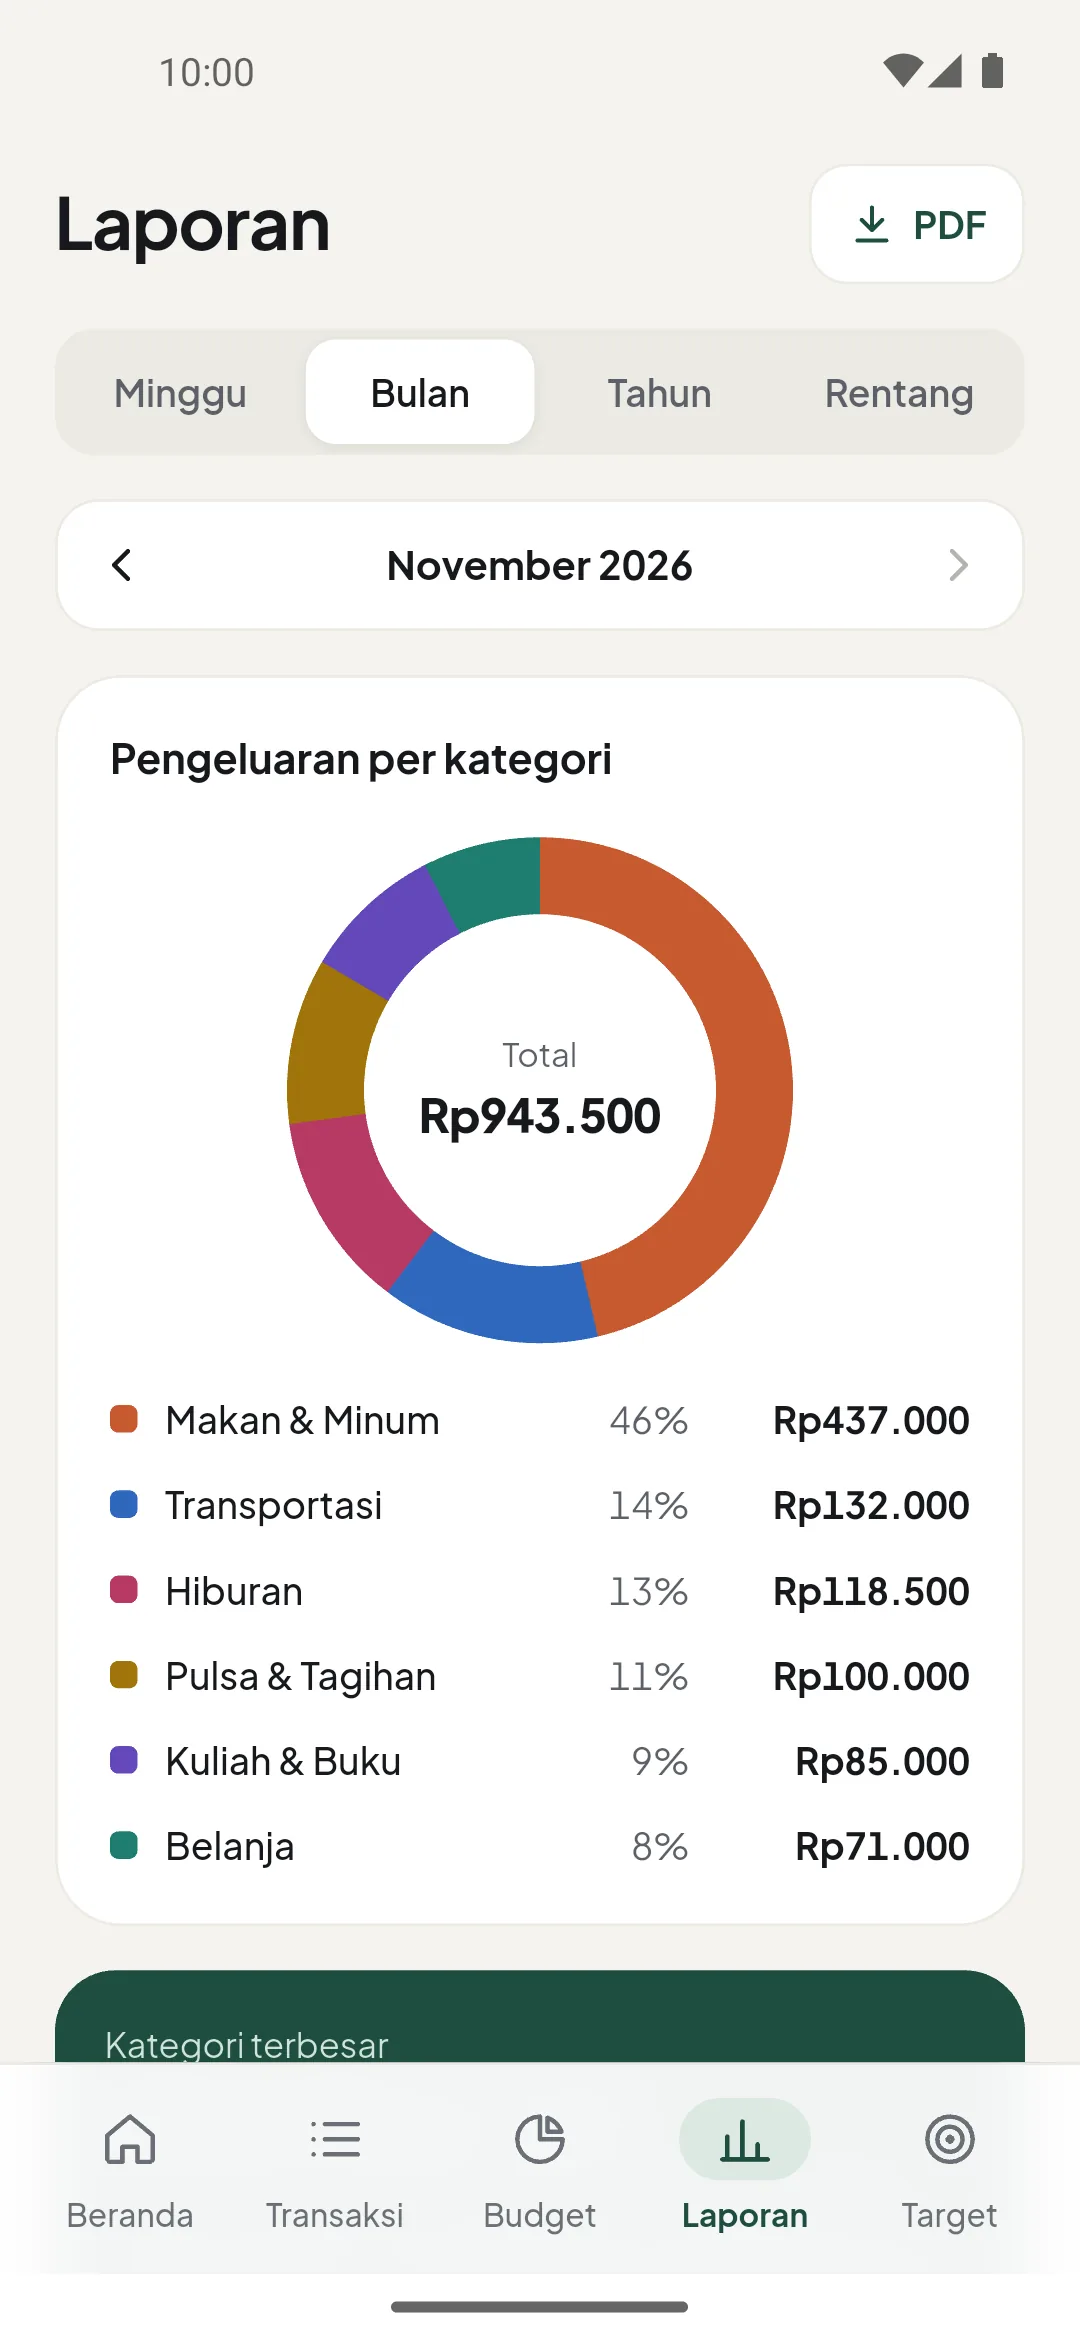 10:00
Laporan
PDF
Minggu Bulan Tahun Rentang
November 2026
Pengeluaran per kategori
Total
Rp943.500
Makan & Minum 46% Rp437.000
Transportasi 14% Rp132.000
Hiburan 13% Rp118.500
Pulsa & Tagihan 11% Rp100.000
Kuliah & Buku 9% Rp85.000
Belanja 8% Rp71.000
Kategori terbesar
Beranda Transaksi Budget Laporan Target